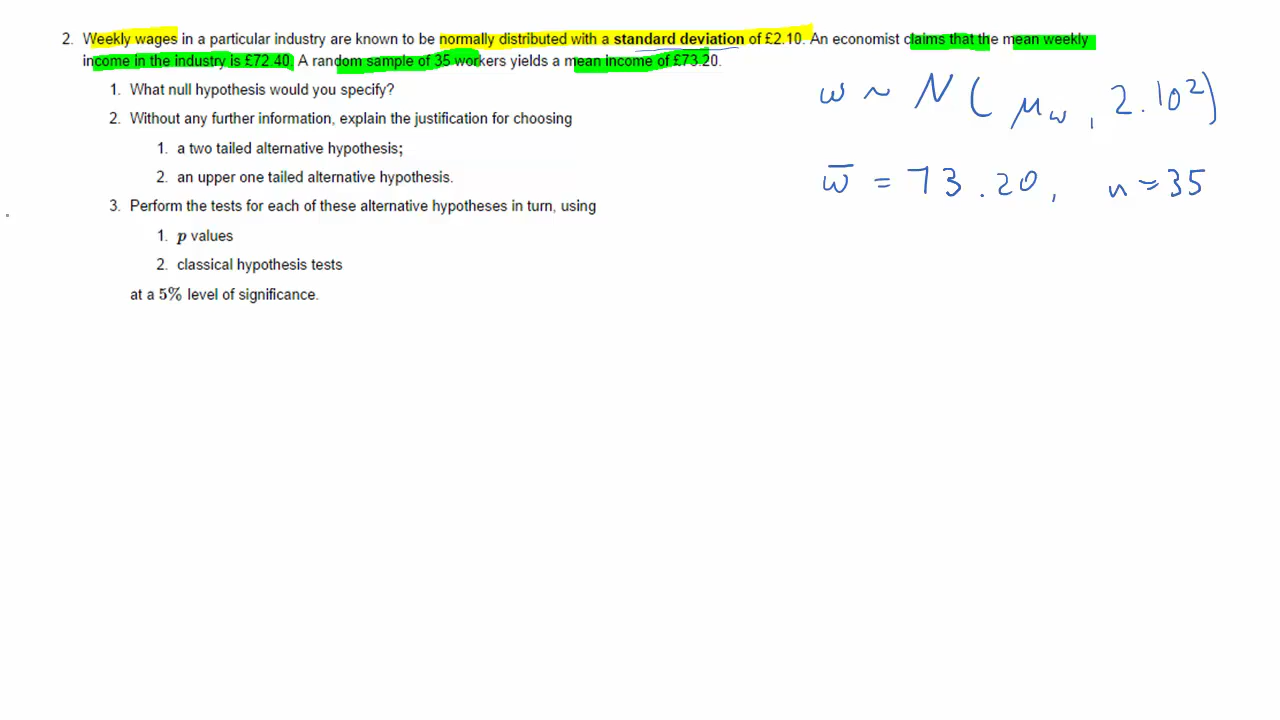 2. Weekly wages in a particular industry are known to be normally distributed with a standard deviation of £2.10. An economist claims that the mean weekly
income in the industry is £72.40. A random sample of 35 workers yields a mean income of £73.20.
1. What null hypothesis would you specify?
2. Without any further information, explain the justification for choosing
1. a two tailed alternative hypothesis;
2. an upper one tailed alternative hypothesis.
3. Perform the tests for each of these alternative hypotheses in turn, using
1. p values
2. classical hypothesis tests
at a 5% level of significance.
w ~ N ( μw , 2.10²)
w̅ = 73.20, n = 35